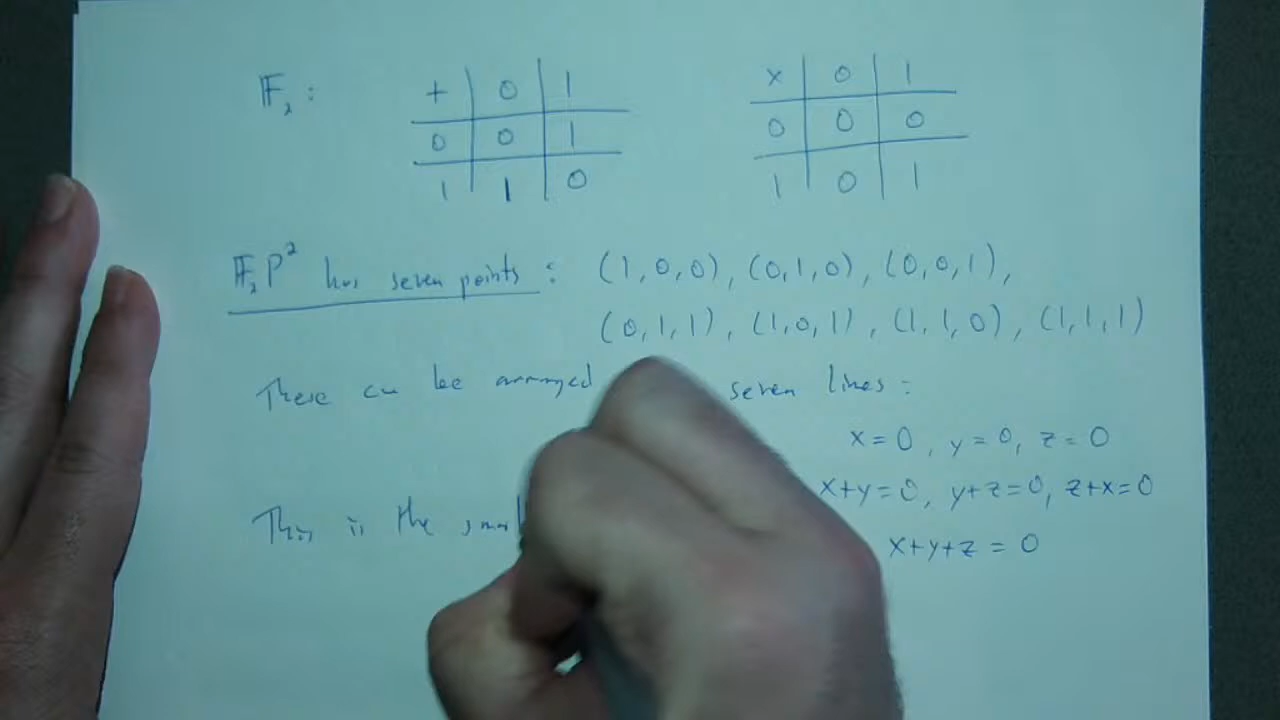 𝔽₂ : + 0 1 × 0 1
0 0 1 0 0 0
1 1 0 1 0 1
𝔽₂P² has seven points : (1,0,0), (0,1,0), (0,0,1),
(0,1,1), (1,0,1), (1,1,0), (1,1,1)
These can be arranged seven lines :
x = 0, y = 0, z = 0
x+y=0, y+z=0, z+x=0
This is the
x+y+z = 0